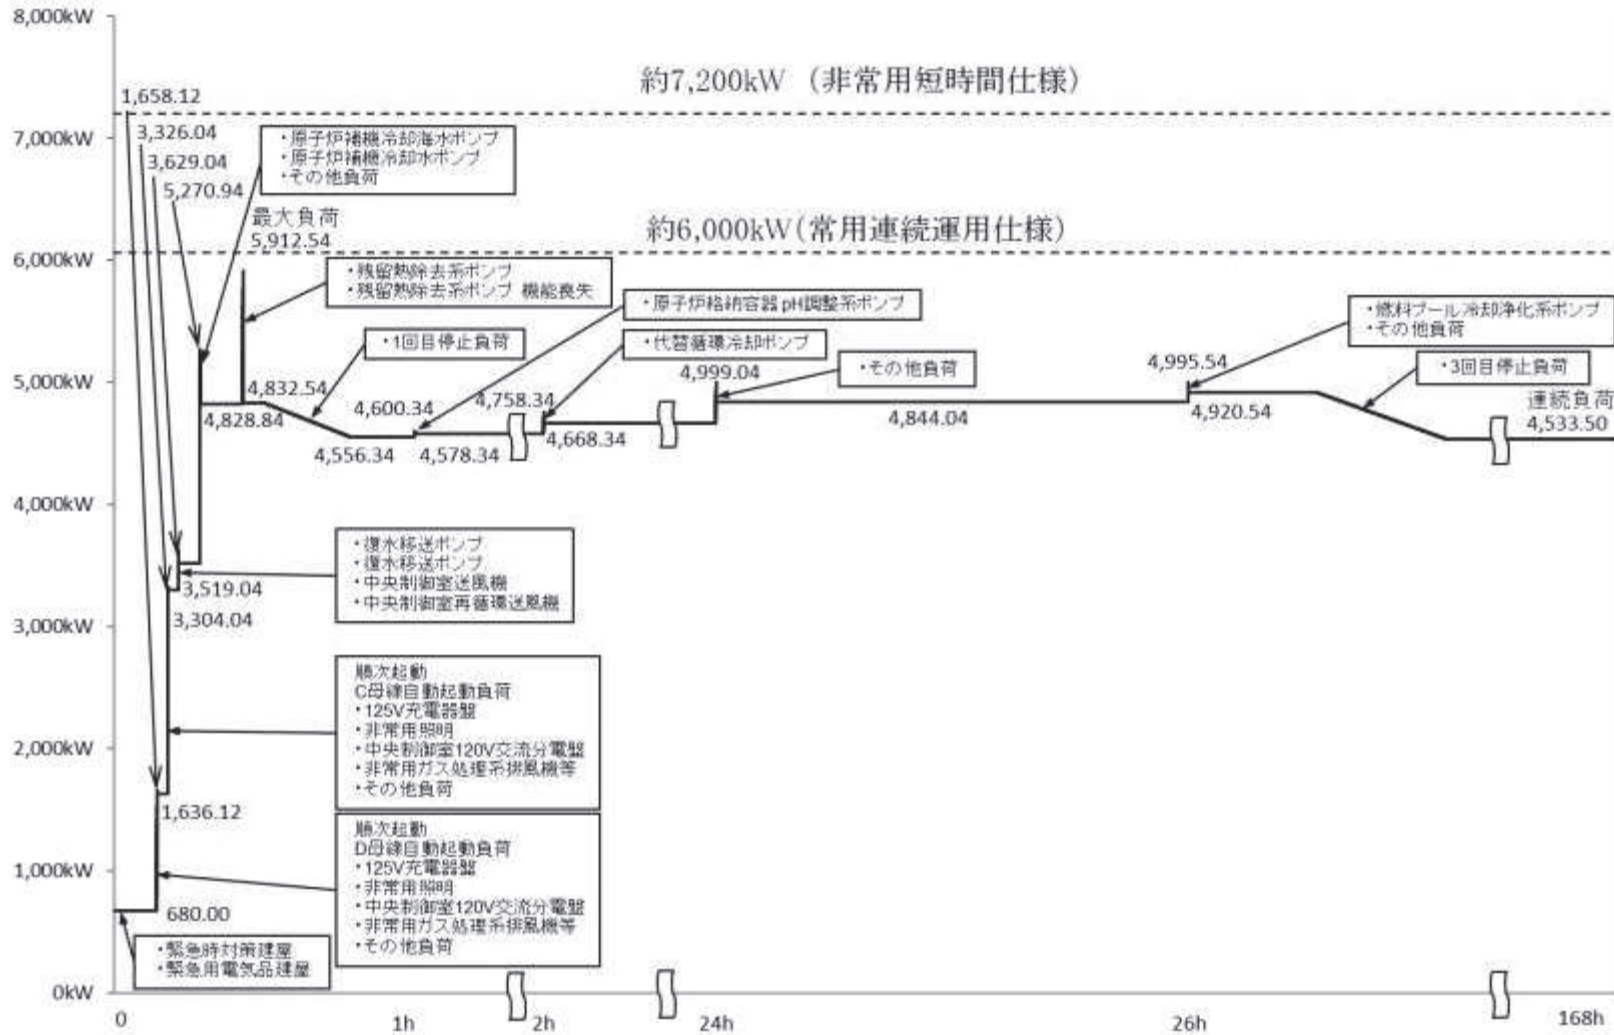 8,000kW
約7,200kW （非常用短時間仕様）
1,658.12
7,000kW
3,326.04
3,629.04
5,270.94
・原子炉補機冷却海水ポンプ
・原子炉補機冷却水ポンプ
・その他負荷
最大負荷
5,912.54
約6,000kW(常用連続運用仕様)
6,000kW
・残留熱除去系ポンプ
・残留熱除去系ポンプ 機能喪失
・原子炉格納容器pH調整系ポンプ
・燃料プール冷却浄化系ポンプ
・その他負荷
・1回目停止負荷
・代替循環冷却ポンプ
・その他負荷
・3回目停止負荷
5,000kW
4,832.54
4,828.84
4,600.34
4,556.34
4,758.34
4,578.34
4,668.34
4,999.04
4,844.04
4,995.54
4,920.54
連続負荷
4,533.50
4,000kW
・復水移送ポンプ
・復水移送ポンプ
・中央制御室送風機
・中央制御室再循環送風機
3,519.04
3,304.04
3,000kW
順次起動
C母線自動起動負荷
・125V充電器盤
・非常用照明
・中央制御室120V交流分電盤
・非常用ガス処理系排風機等
・その他負荷
2,000kW
1,636.12
順次起動
D母線自動起動負荷
・125V充電器盤
・非常用照明
・中央制御室120V交流分電盤
・非常用ガス処理系排風機等
・その他負荷
1,000kW
680.00
・緊急時対策建屋
・緊急用電気品建屋
0kW
0
1h
2h
24h
26h
168h